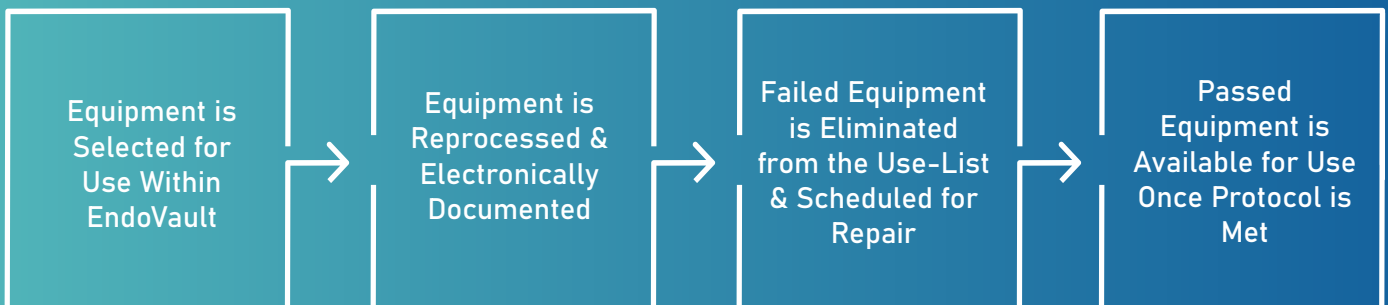 Equipment is
Selected for
Use Within
EndoVault
Equipment is
Reprocessed &
Electronically
Documented
Failed Equipment
is Eliminated
from the Use-List
& Scheduled for
Repair
Passed
Equipment is
Available for Use
Once Protocol is
Met